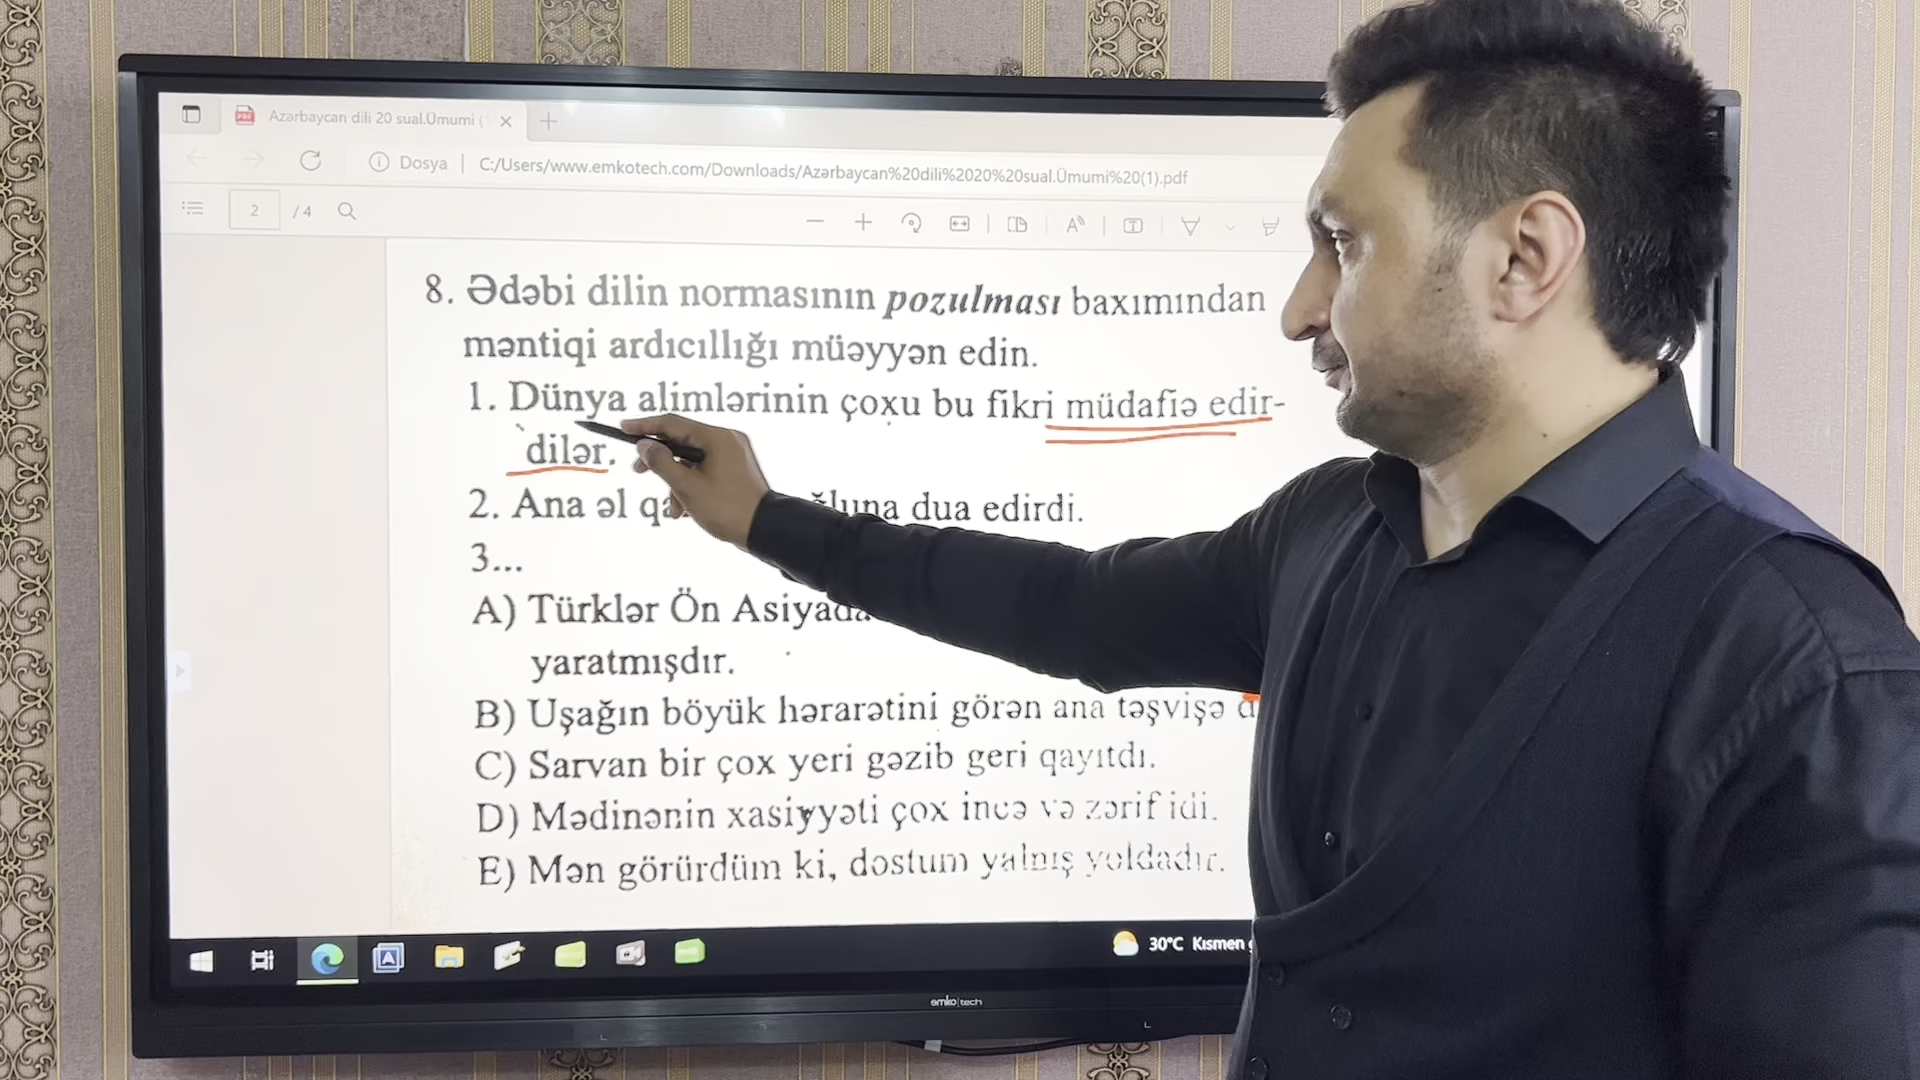 Azərbaycan dili 20 sual.Ümumi (
Dosya | C:/Users/www.emkotech.com/Downloads/Azərbaycan%20dili%2020%20sual.Ümumi%20(1).pdf
2 / 4
8. Ədəbi dilin normasının pozulması baxımından
məntiqi ardıcıllığı müəyyən edin.
1. Dünya alimlərinin çoxu bu fikri müdafiə edir-
dilər.
2. Ana əl dua edirdi.
3...
A) Türklər Ön Asiyada
yaratmışdır.
B) Uşağın böyük hərarətini görən ana təşvişə
C) Sarvan bir çox yeri gəzib geri qayıtdı.
D) Mədinənin xasiyyəti çox incə və zərif idi.
E) Mən görürdüm ki, dostum yalnış yoldadır.
30°C Kısmen
emko|tech